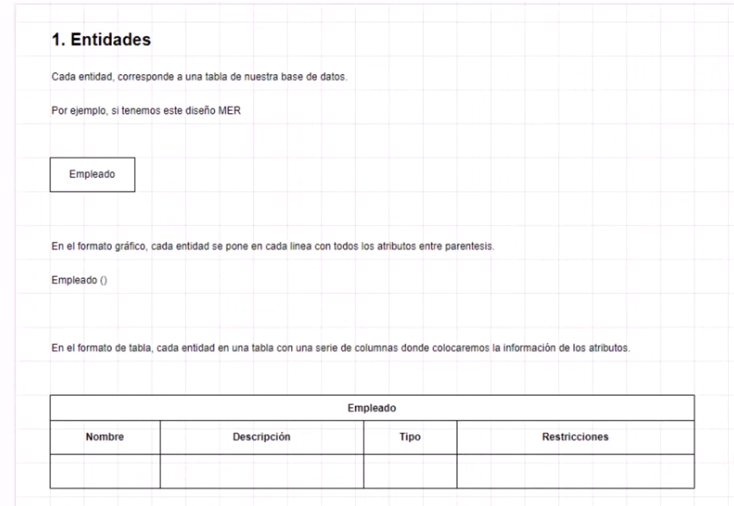 1. Entidades
Cada entidad, corresponde a una tabla de nuestra base de datos.
Por ejemplo, si tenemos este diseño MER
Empleado
En el formato gráfico, cada entidad se pone en cada linea con todos los atributos entre parentesis.
Empleado ()
En el formato de tabla, cada entidad en una tabla con una serie de columnas donde colocaremos la información de los atributos.
Empleado
Nombre Descripción Tipo Restricciones